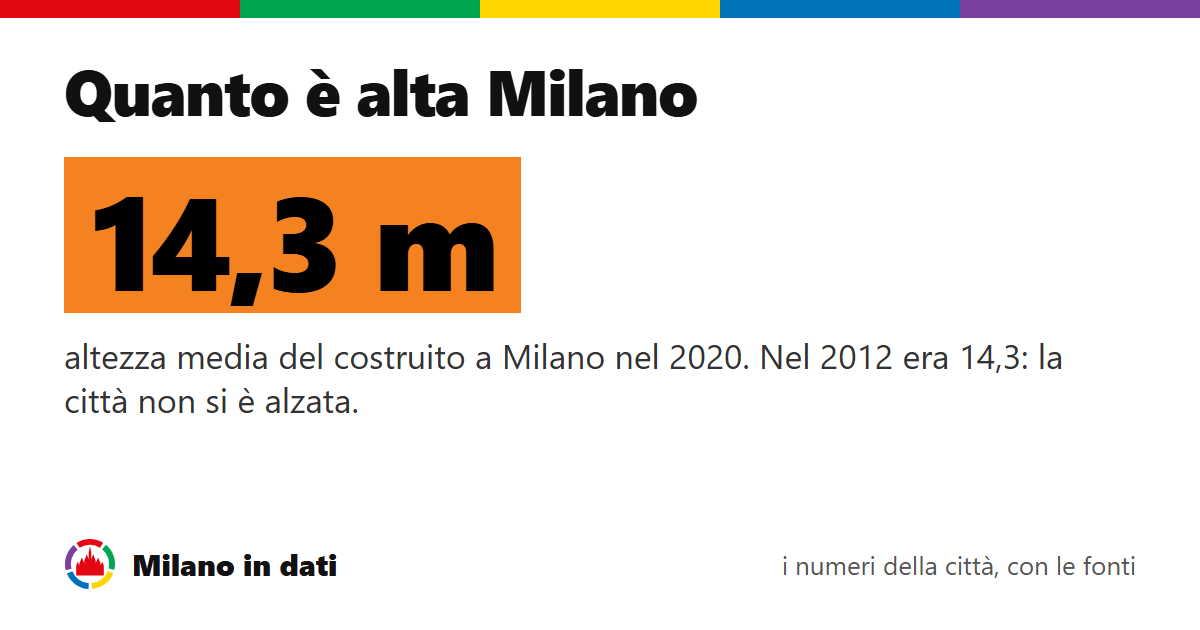 Quanto è alta Milano
14,3 m
altezza media del costruito a Milano nel 2020. Nel 2012 era 14,3: la
città non si è alzata.
Milano in dati
i numeri della città, con le fonti